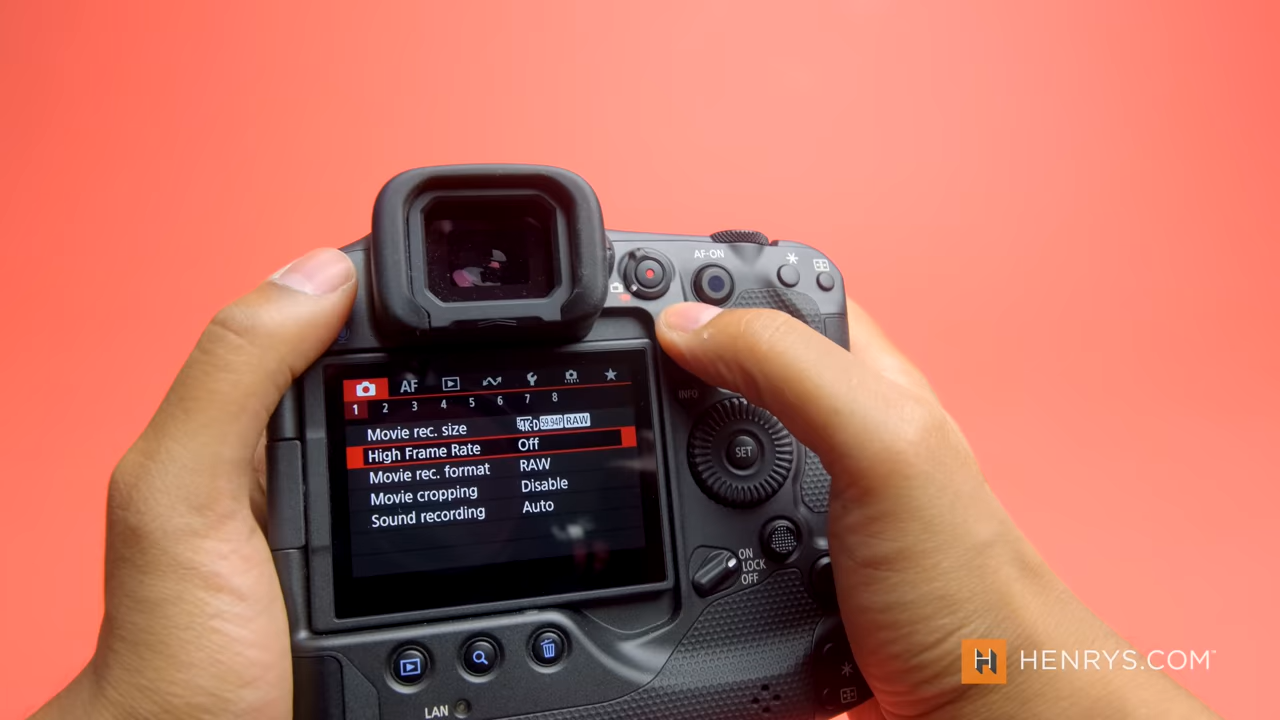 AF-ON
INFO
AF
1 2 3 4 5 6 7 8
Movie rec. size 4K-D 59.94P RAW
High Frame Rate Off
Movie rec. format RAW
Movie cropping Disable
Sound recording Auto
SET
ON
LOCK
OFF
LAN
HENRYS.COM